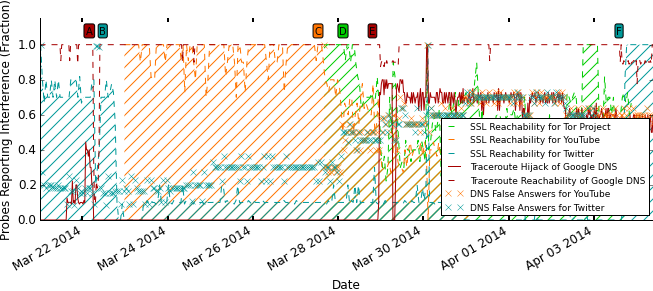 A B C D E F
Probes Reporting Interference (Fraction)
1.0
0.8
0.6
0.4
0.2
0.0
SSL Reachability for Tor Project
SSL Reachability for YouTube
SSL Reachability for Twitter
Traceroute Hijack of Google DNS
Traceroute Reachability of Google DNS
DNS False Answers for YouTube
DNS False Answers for Twitter
Mar 22 2014
Mar 24 2014
Mar 26 2014
Mar 28 2014
Mar 30 2014
Apr 01 2014
Apr 03 2014
Date